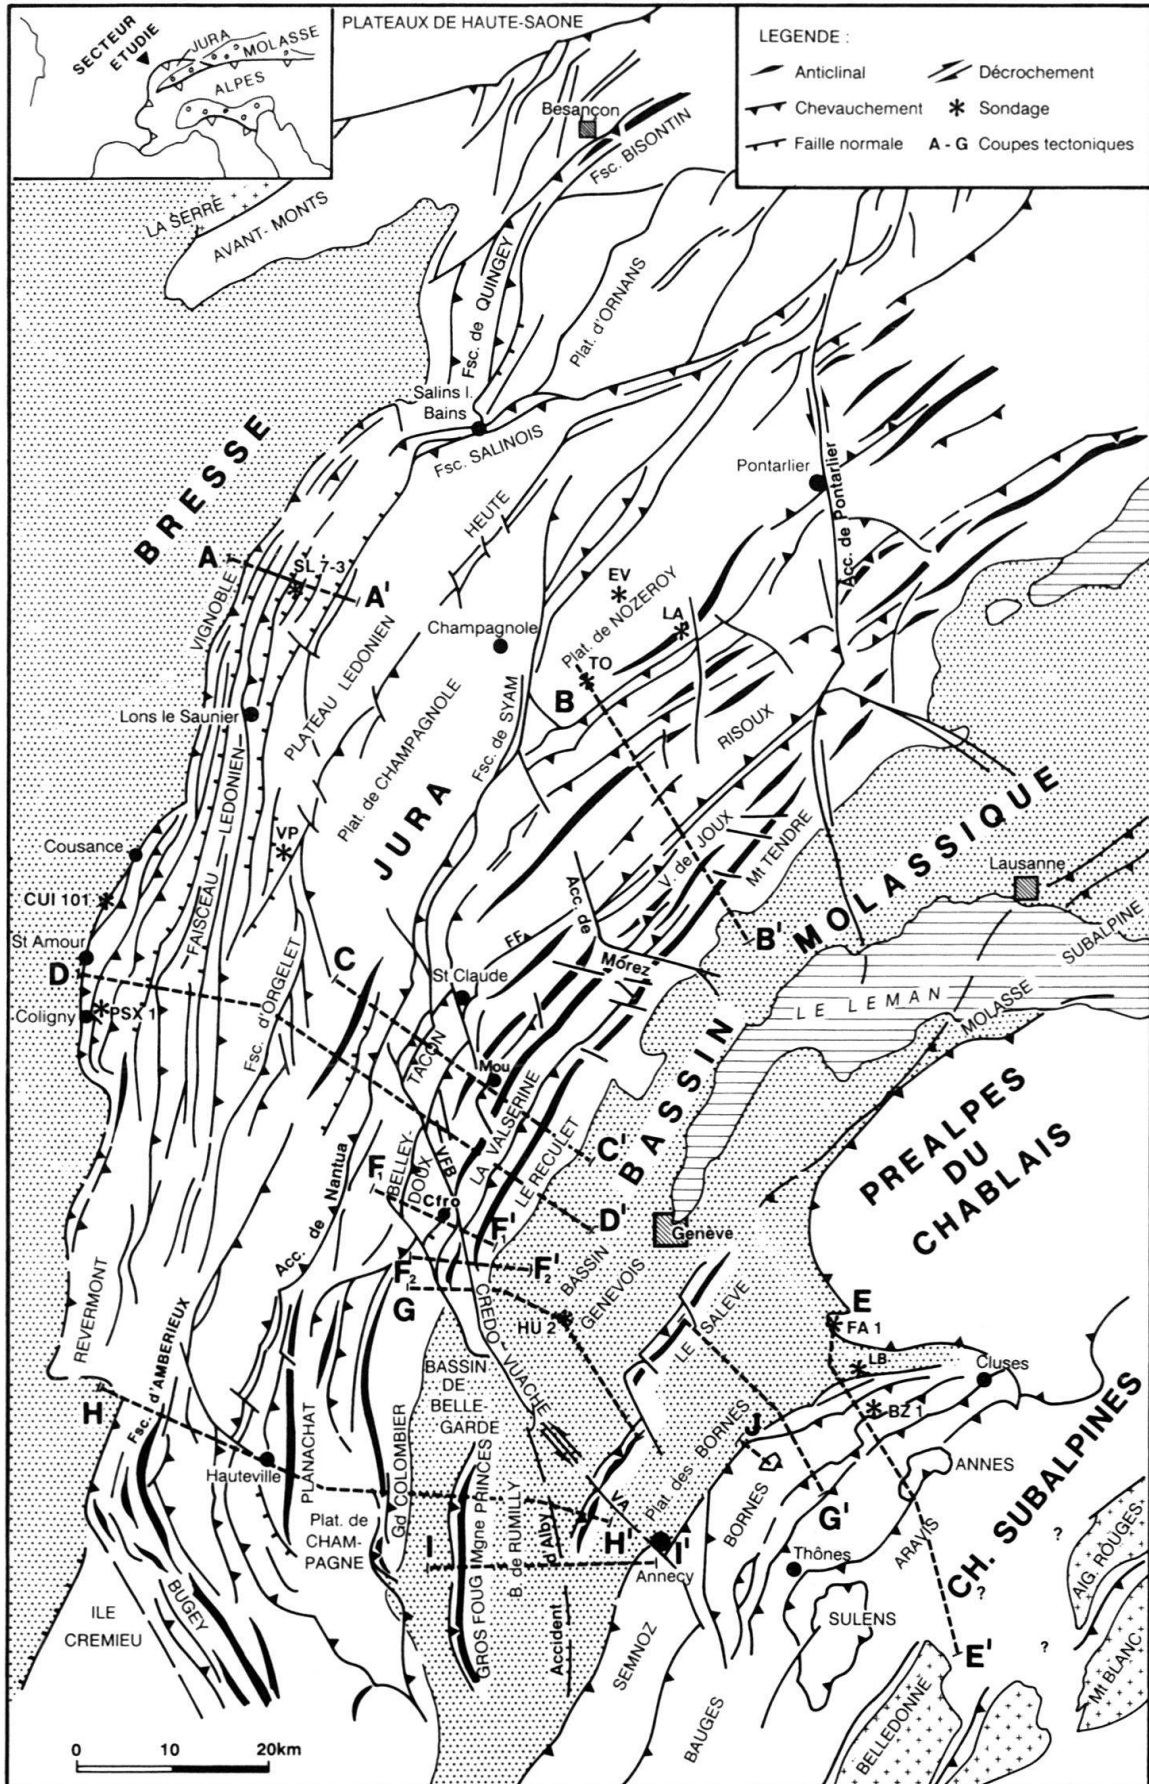 PLATEAUX DE HAUTE-SAONE
SECTEUR
ETUDIE
JURA
MOLASSE
ALPES
LEGENDE :
Anticlinal
Décrochement
Chevauchement
Sondage
Faille normale
A - G Coupes tectoniques
Besançon
Fsc. BISONTIN
LA SERRE
AVANT-MONTS
Fsc. de QUINGEY
Plat. d'ORNANS
Salins l.
Bains
Fsc. SALINOIS
BRESSE
HEUTE
Pontarlier
Acc. de Pontarlier
A
SL 7-3
A'
VIGNOBLE
EV
LA
Plat. de NOZEROY
Champagnole
TO
B
PLATEAU LEDONIEN
Lons le Saunier
Plat. de CHAMPAGNOLE
Fsc. de SYAM
RISOUX
JURA
VP
FAISCEAU LEDONIEN
Cousance
CUI 101
St Amour
D
Coligny
PSX 1
V. de JOUX
Mt TENDRE
B'
BASSIN MOLASSIQUE
Lausanne
Acc. de
Morez
FF
St Claude
C
Fsc. d'ORGELET
LE LEMAN
MOLASSE SUBALPINE
TACON
Mou
LA VALSERINE
LE RECULET
C'
D'
PREALPES
DU
CHABLAIS
BELLEY-
DOUX
VFB
F1
Cfro
F1'
Genève
Acc. de Nantua
F2
F2'
G
BASSIN
GENEVOIS
HU 2
CREDO-VUACHE
LE SALEVE
E
FA 1
LB
Cluses
BZ 1
REVERMONT
Fsc. d'AMBERIEUX
BASSIN
DE
BELLE-
GARDE
H
Hauteville
PLANACHAT
Gd COLOMBIER
Plat. de
CHAM-
PAGNE
GROS FOUG
Mgne PRINCES
B. de RUMILLY
Accident d'Alby
VA
H'
Plat. des BORNES
J
BORNES
ANNES
G'
ARAVIS
CH. SUBALPINES
I
I'
Annecy
Thônes
SULENS
?
?
?
AIG. ROUGES
Mt BLANC
E'
BELLEDONNE
SEMNOZ
BAUGES
ILE
CREMIEU
BUGEY
0 10 20km